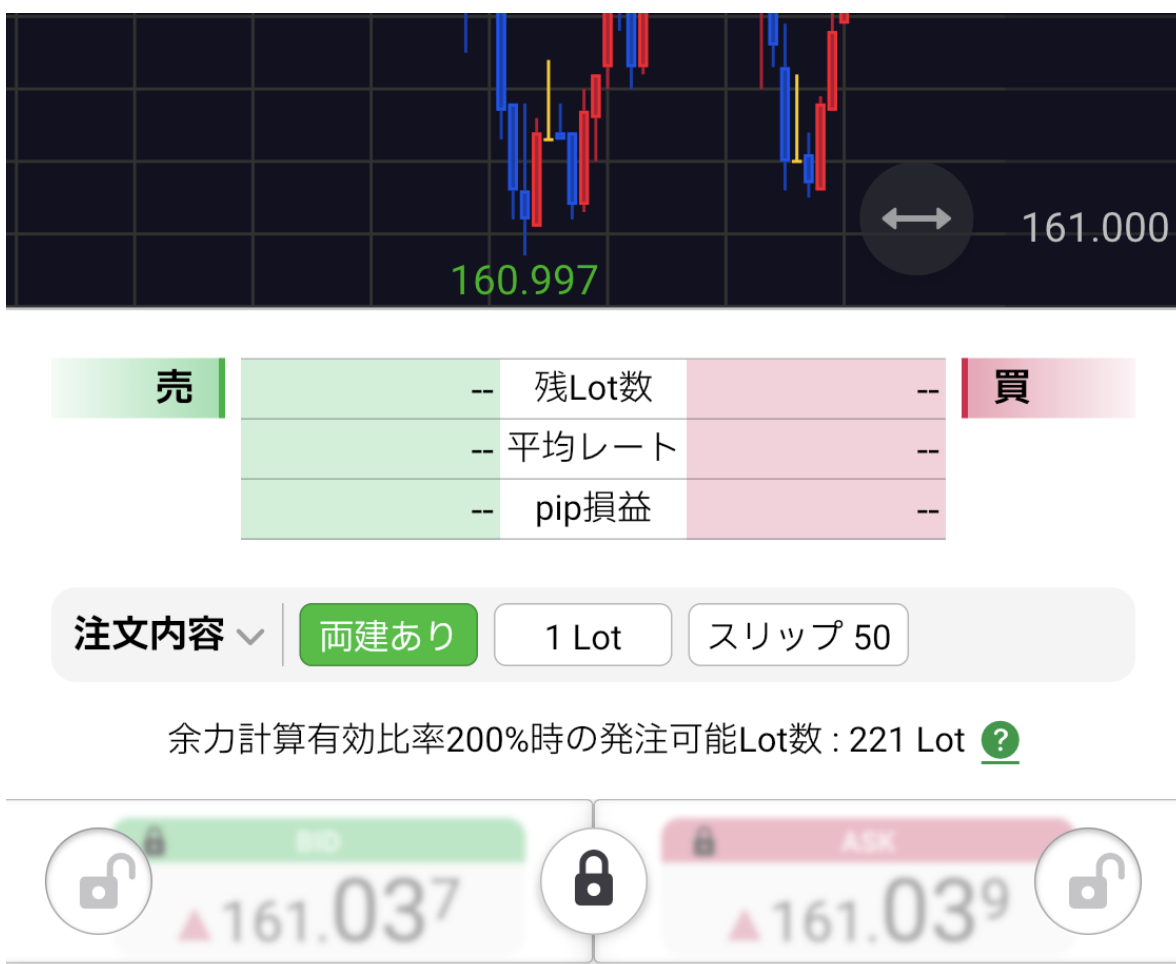 161.000
160.997
売 -- 残Lot数 -- 買
-- 平均レート --
-- pip損益 --
注文内容 両建あり 1 Lot スリップ 50
余力計算有効比率200%時の発注可能Lot数 : 221 Lot ?
BID ASK
▲161.037 ▲161.039